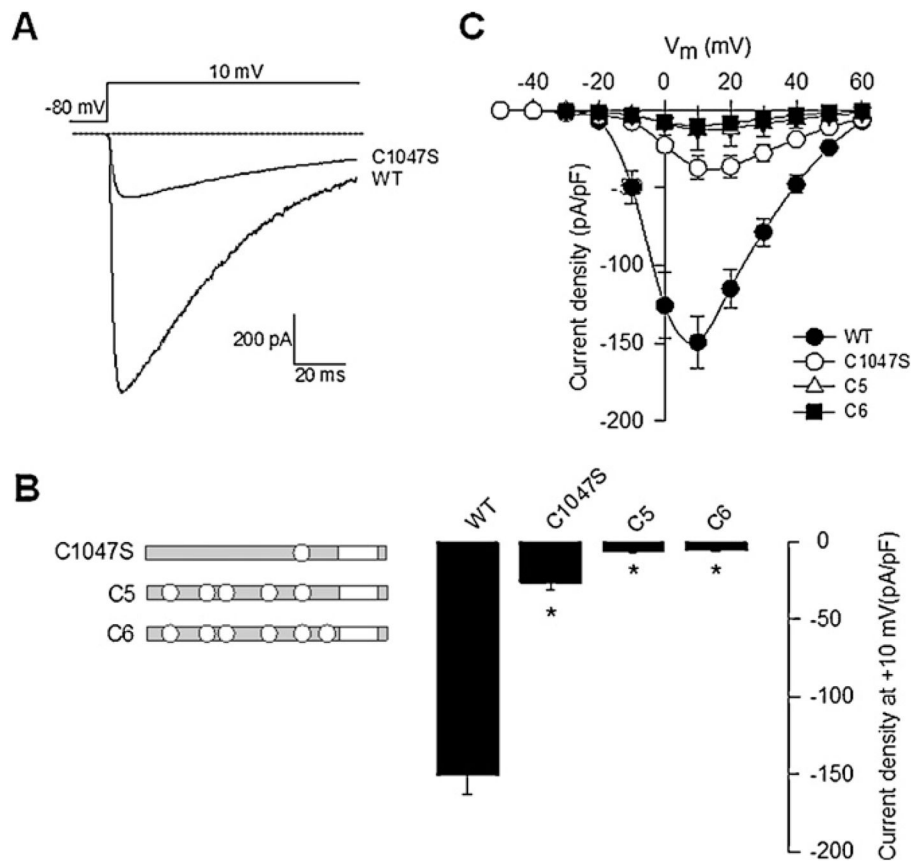 A
10 mV
-80 mV
C1047S
WT
200 pA
20 ms
C
Vm (mV)
-40 -20 0 20 40 60
-100
-150
-200
Current density (pA/pF)
WT
C1047S
C5
C6
B
C1047S
C5
C6
WT
C1047S
C5
C6
*
*
*
0
-50
-100
-150
-200
Current density at +10 mV(pA/pF)